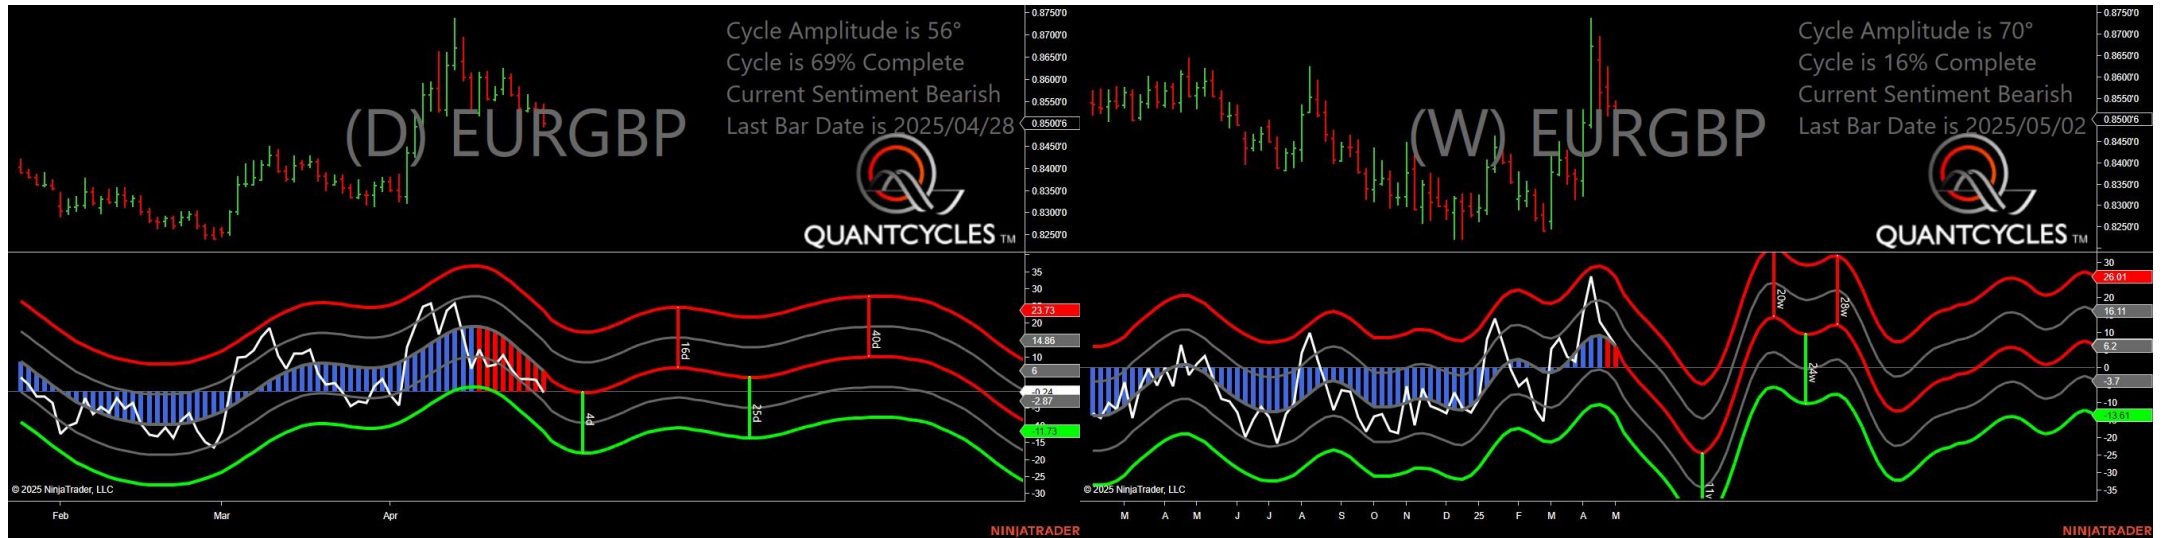 Cycle Amplitude is 56°
Cycle is 69% Complete
Current Sentiment Bearish
Last Bar Date is 2025/04/28
(D) EURGBP
QUANTCYCLES TM
0.8750'0
0.8700'0
0.8650'0
0.8600'0
0.8550'0
0.8500'6
0.8450'0
0.8400'0
0.8350'0
0.8300'0
0.8250'0
35
30
23.73
20
14.86
10
6
-0.24
-2.87
-11.73
-15
-20
-25
-30
16d
40d
4d
25d
© 2025 NinjaTrader, LLC
Feb Mar Apr
NINJATRADER
Cycle Amplitude is 70°
Cycle is 16% Complete
Current Sentiment Bearish
Last Bar Date is 2025/05/02
(W) EURGBP
QUANTCYCLES TM
0.8750'0
0.8700'0
0.8650'0
0.8600'0
0.8550'0
0.8500'6
0.8450'0
0.8400'0
0.8350'0
0.8300'0
0.8250'0
30
26.01
20
16.11
10
6.2
0
-3.7
-10
-13.61
-20
-25
-30
-35
20w
28w
24w
© 2025 NinjaTrader, LLC
M A M J J A S O N D 25 F M A M
NINJATRADER